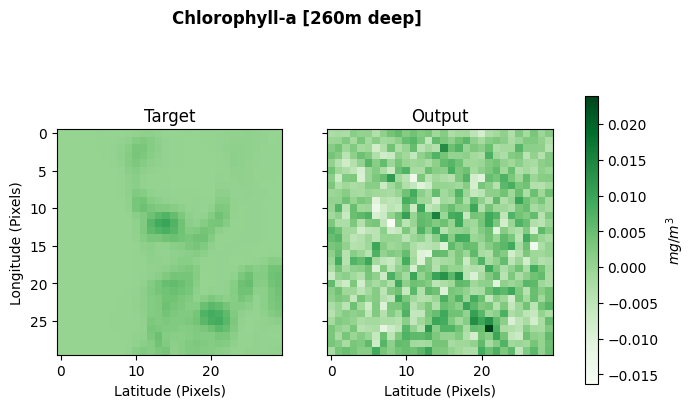 Chlorophyll-a [260m deep]
Target
Output
0
5
10
15
20
25
Longitude (Pixels)
0
10
20
Latitude (Pixels)
0
10
20
Latitude (Pixels)
0.020
0.015
0.010
0.005
0.000
−0.005
−0.010
−0.015
mg/m³